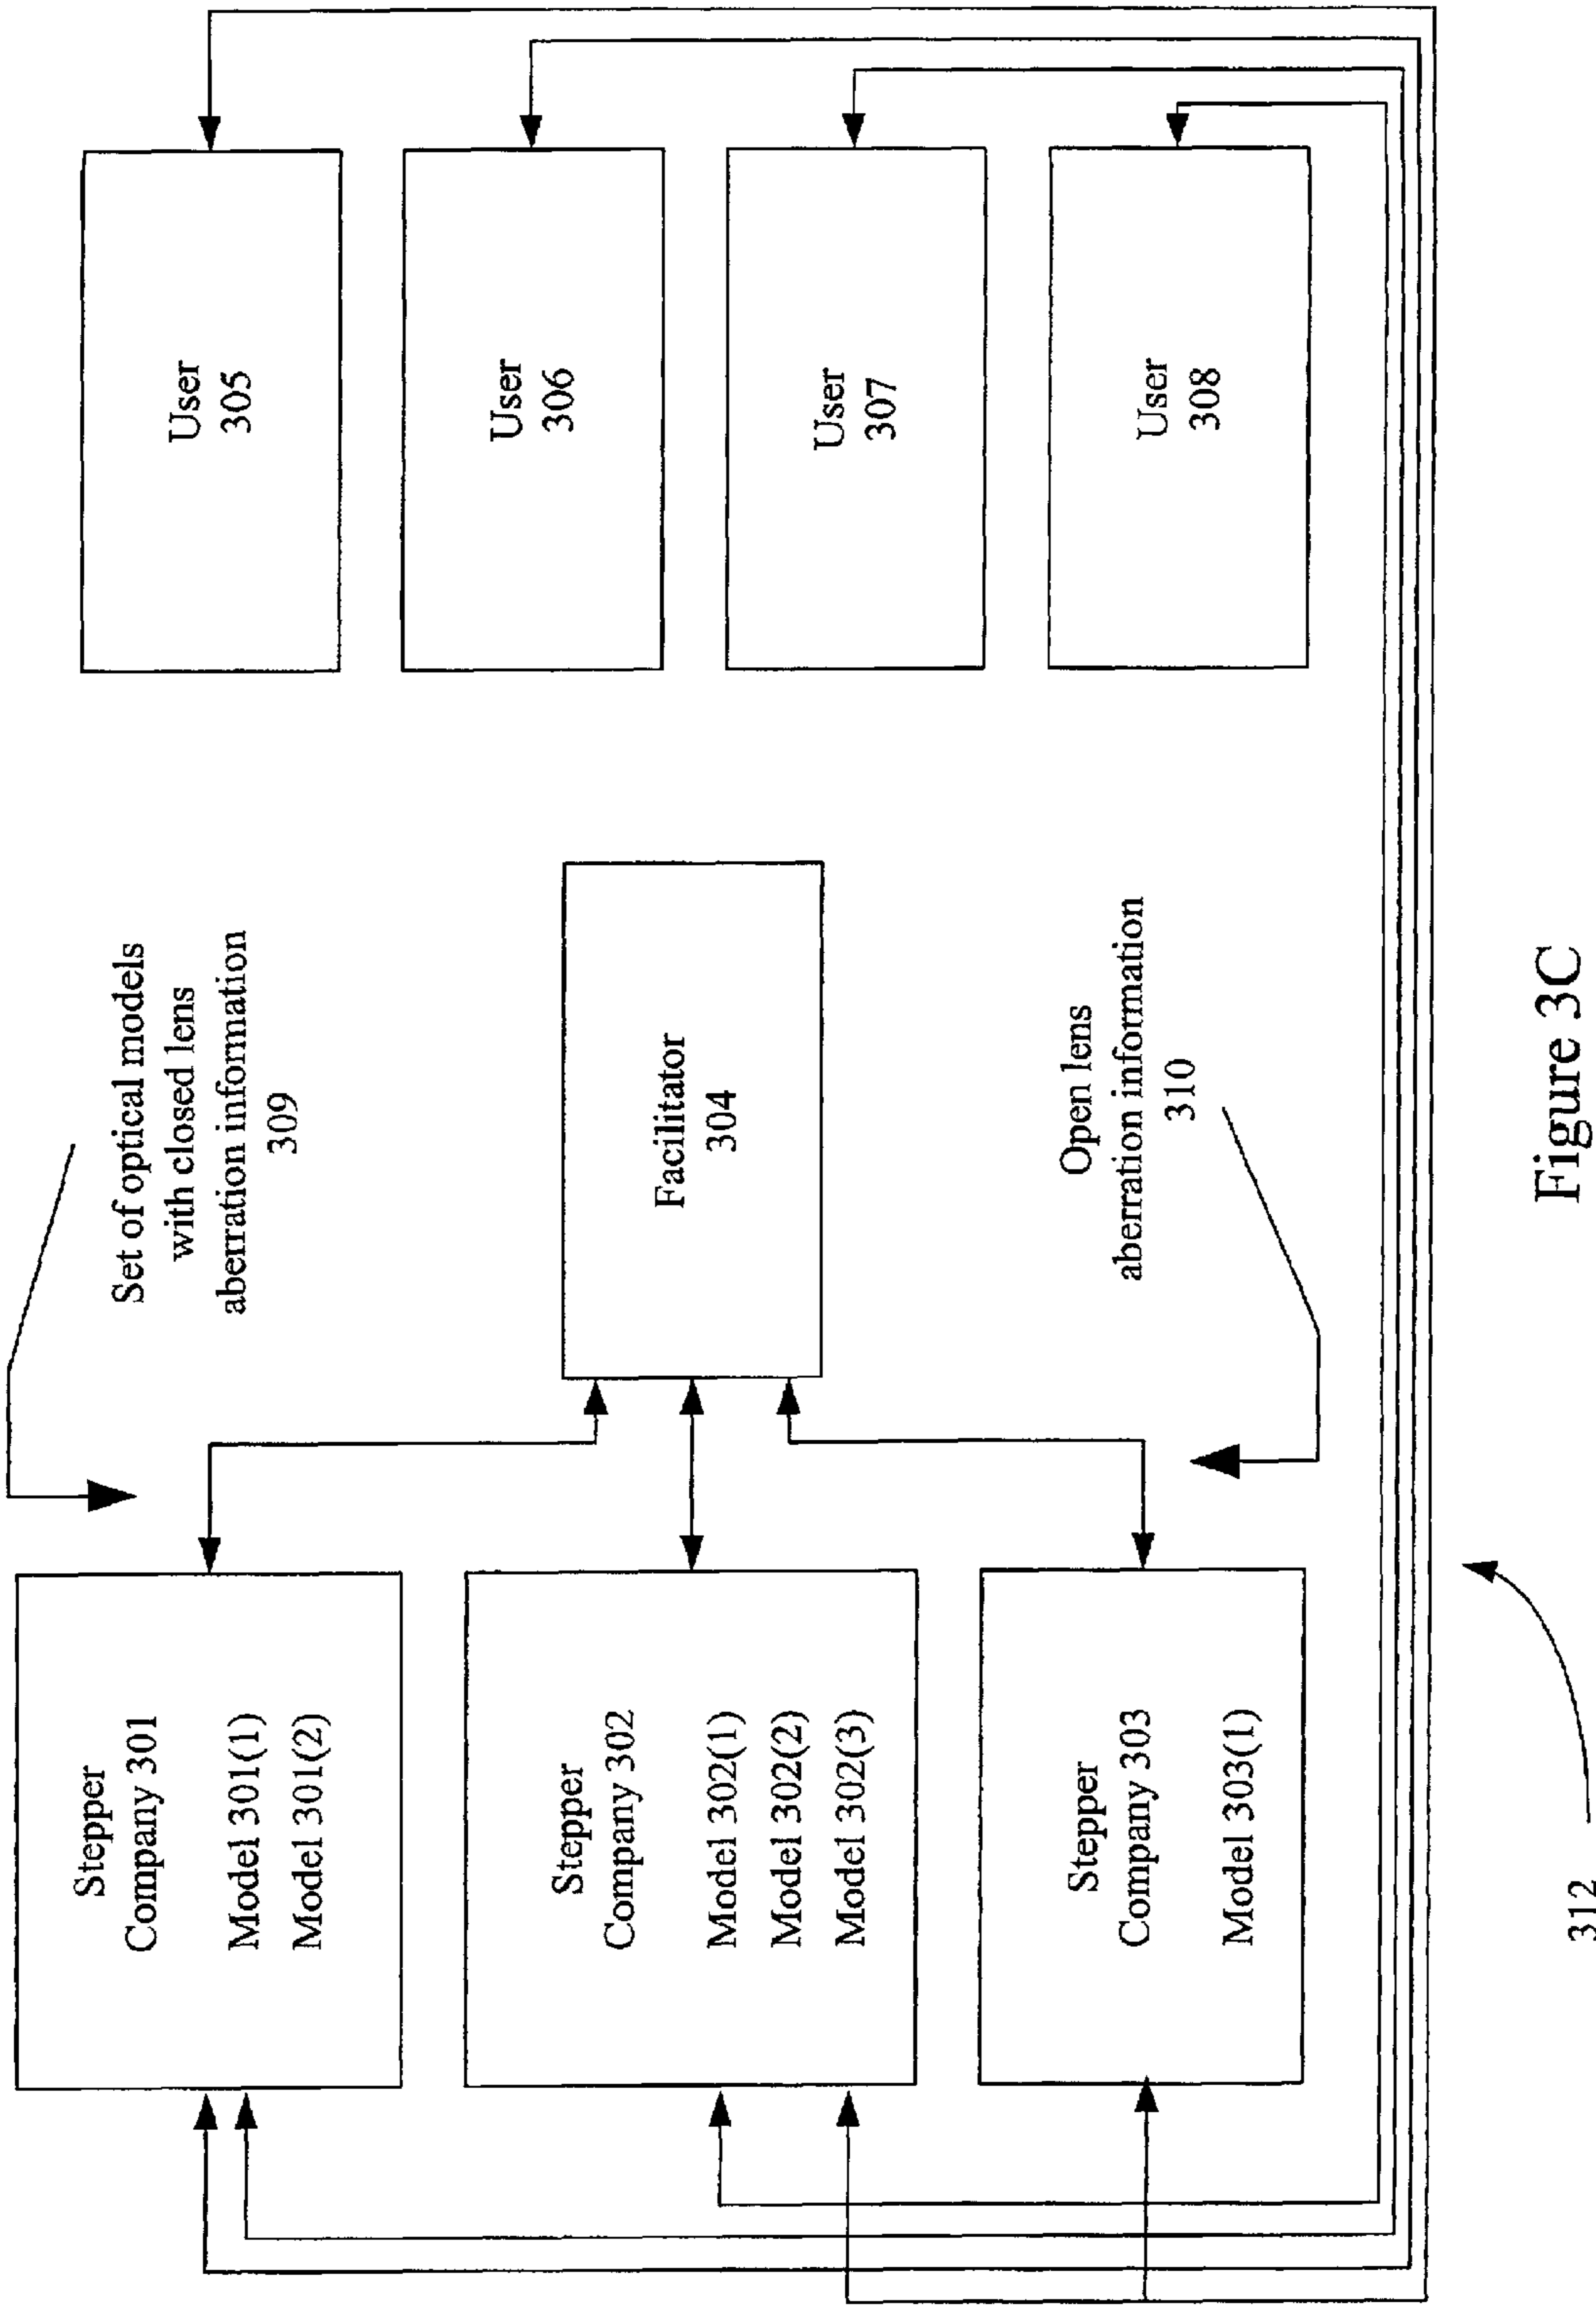 Stepper
Company 301
Model 301(1)
Model 301(2)
Stepper
Company 302
Model 302(1)
Model 302(2)
Model 302(3)
Stepper
Company 303
Model 303(1)
312
Set of optical models
with closed lens
aberration information
309
Facilitator
304
Open lens
aberration information
310
User
305
User
306
User
307
User
308
Figure 3C